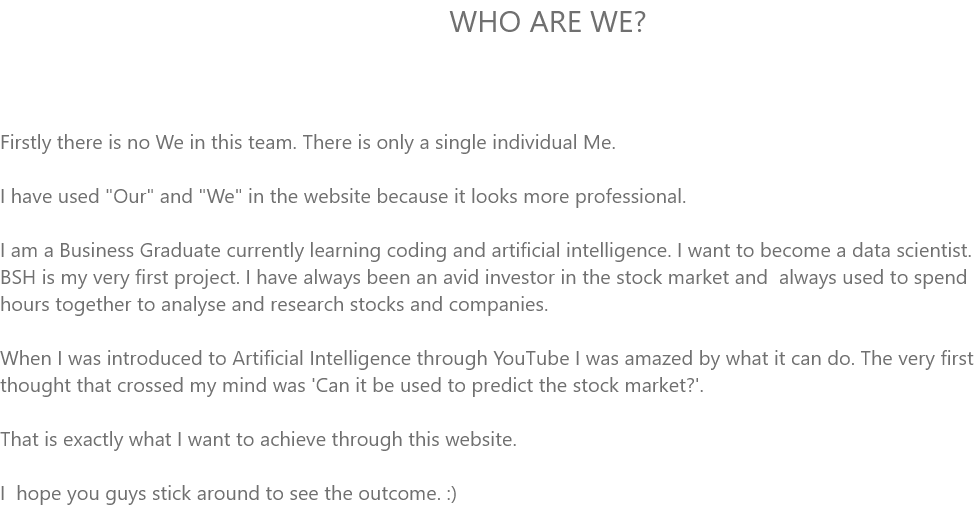 WHO ARE WE?
Firstly there is no We in this team. There is only a single individual Me.
I have used "Our" and "We" in the website because it looks more professional.
I am a Business Graduate currently learning coding and artificial intelligence. I want to become a data scientist.
BSH is my very first project. I have always been an avid investor in the stock market and  always used to spend
hours together to analyse and research stocks and companies.
When I was introduced to Artificial Intelligence through YouTube I was amazed by what it can do. The very first
thought that crossed my mind was 'Can it be used to predict the stock market?'.
That is exactly what I want to achieve through this website.
I  hope you guys stick around to see the outcome. :)